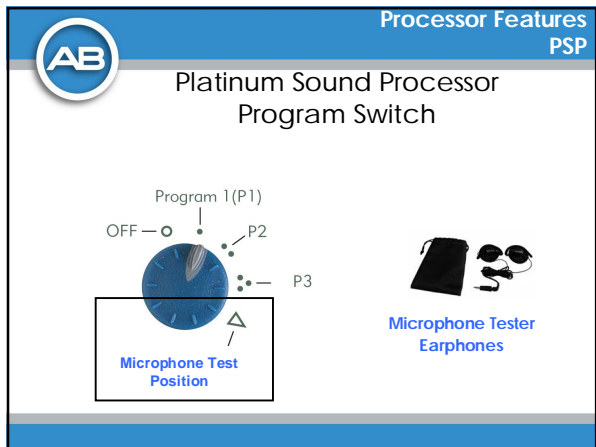 Processor Features
PSP
AB
Platinum Sound Processor
Program Switch
Program 1(P1)
OFF
P2
P3
Microphone Test
Position
Microphone Tester
Earphones